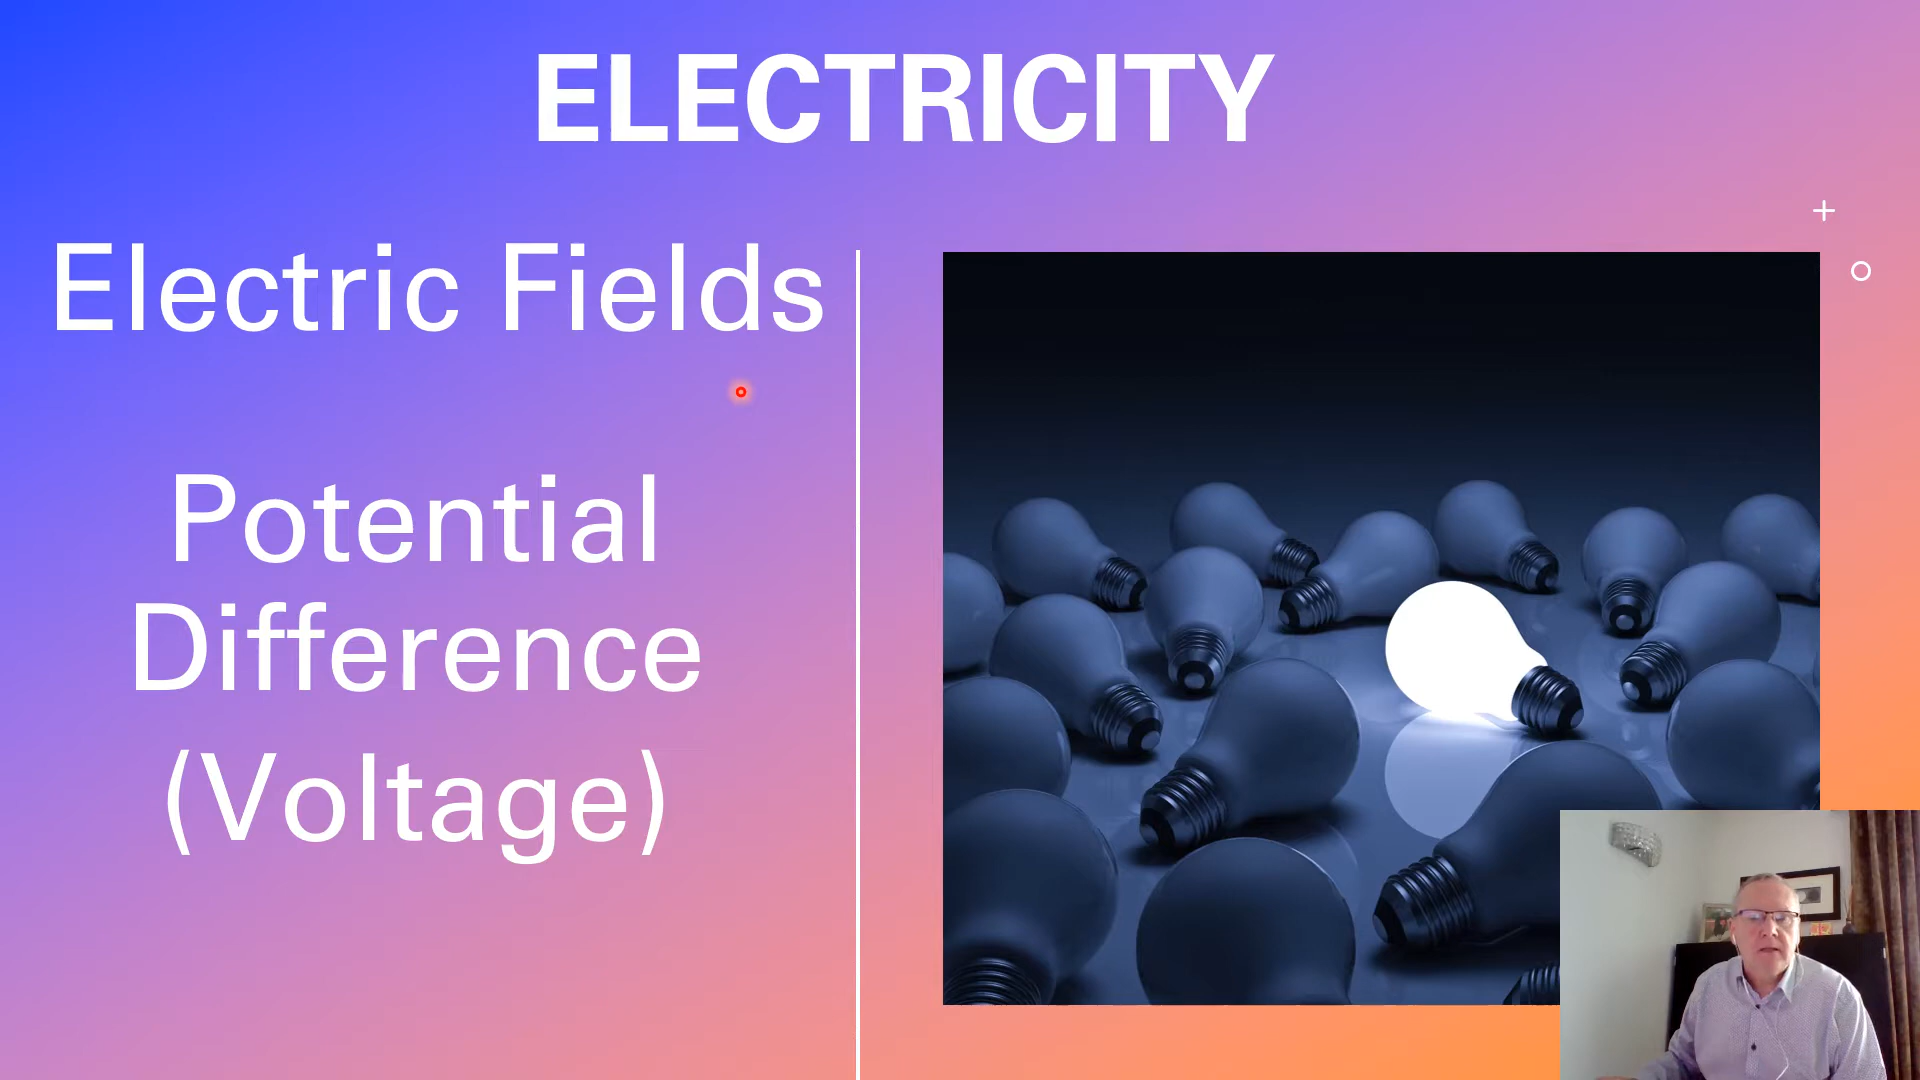 ELECTRICITY
Electric Fields
Potential
Difference
(Voltage)